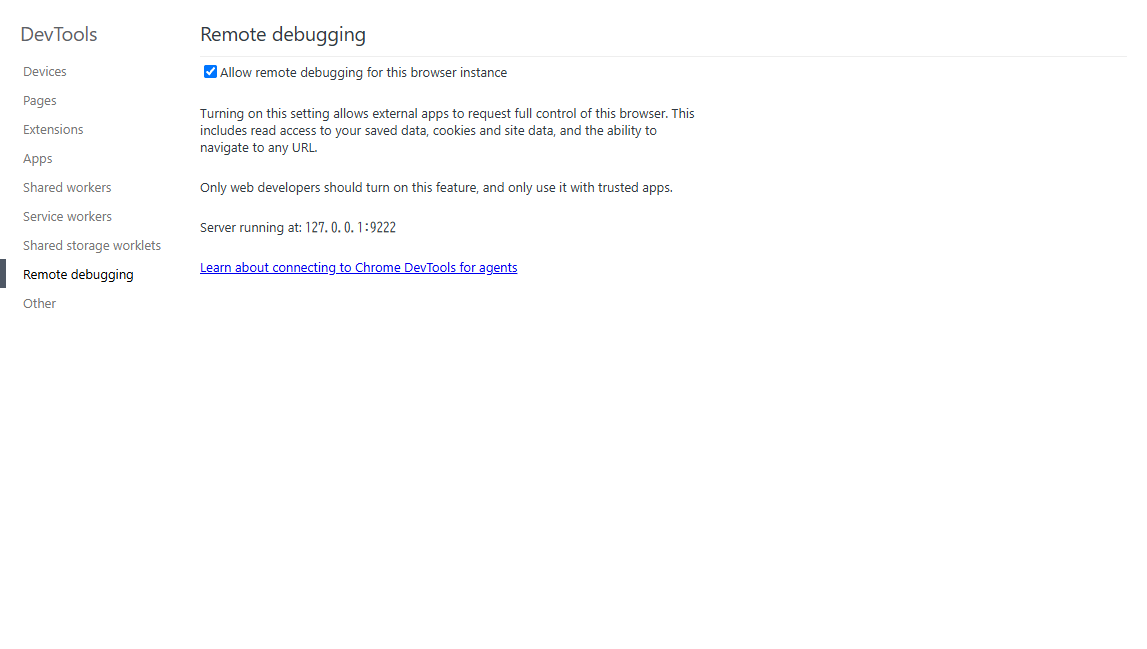 DevTools
Devices
Pages
Extensions
Apps
Shared workers
Service workers
Shared storage worklets
Remote debugging
Other
Remote debugging
Allow remote debugging for this browser instance
Turning on this setting allows external apps to request full control of this browser. This
includes read access to your saved data, cookies and site data, and the ability to
navigate to any URL.
Only web developers should turn on this feature, and only use it with trusted apps.
Server running at: 127.0.0.1:9222
Learn about connecting to Chrome DevTools for agents